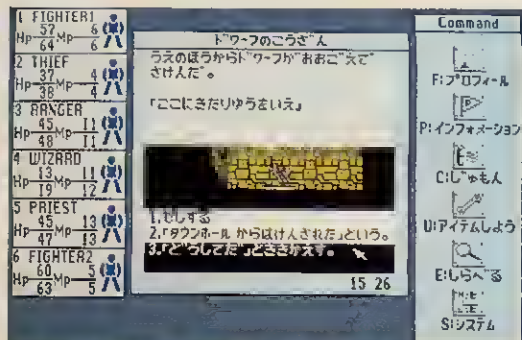 1 FIGHTER1
Hp 57/64 Mp 6/6
2 THIEF
Hp 37/38 Mp 4/4
3 RANGER
Hp 45/48 Mp 11/11
4 WIZARD
Hp 13/19 Mp 11/12
5 PRIEST
Hp 45/47 Mp 13/13
6 FIGHTER2
Hp 60/63 Mp 5/5
ドワーフのこうざん
うえのほうからドワーフがおおごえで
さけんだ。
「ここにきたりゆうをいえ」
1.むしする
2.「タウンホールからはけんされた」という。
3.「どうしてだ」とききかえす。
15 26
Command
F:プロフィール
P:インフォメーション
C:じゅもん
U:アイテムしよう
E:しらべる
S:システム